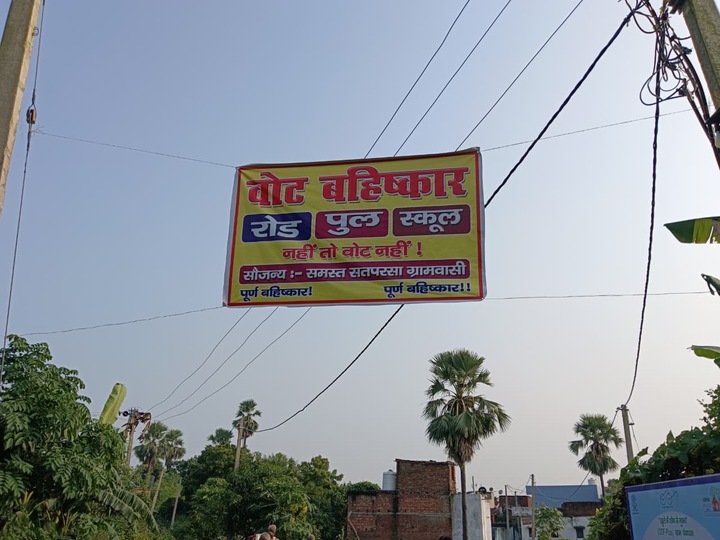 वोट बहिष्कार
रोड पुल स्कूल
नहीं तो वोट नहीं !
सौजन्य :- समस्त सतपरसा ग्रामवासी
पूर्ण बहिष्कार! पूर्ण बहिष्कार!!